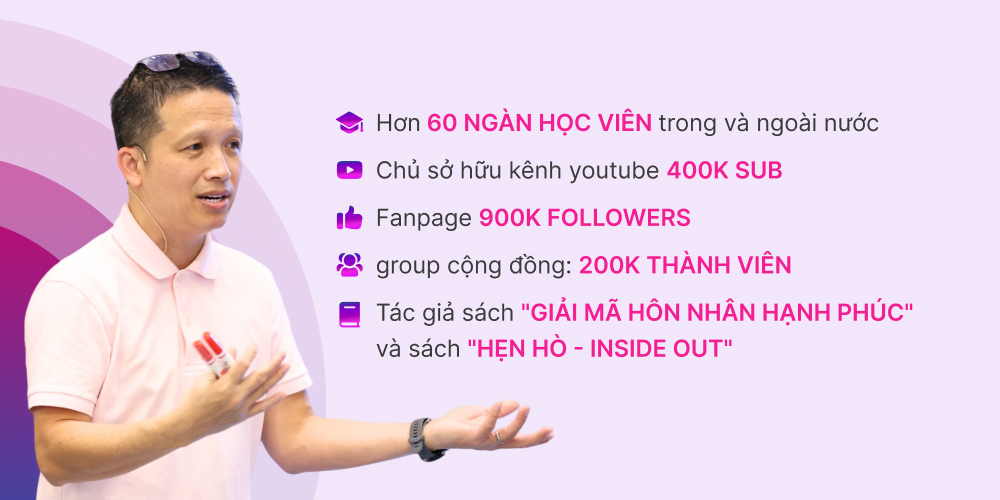 Hơn 60 NGÀN HỌC VIÊN trong và ngoài nước
Chủ sở hữu kênh youtube 400K SUB
Fanpage 900K FOLLOWERS
group cộng đồng: 200K THÀNH VIÊN
Tác giả sách "GIẢI MÃ HÔN NHÂN HẠNH PHÚC"
và sách "HẸN HÒ - INSIDE OUT"